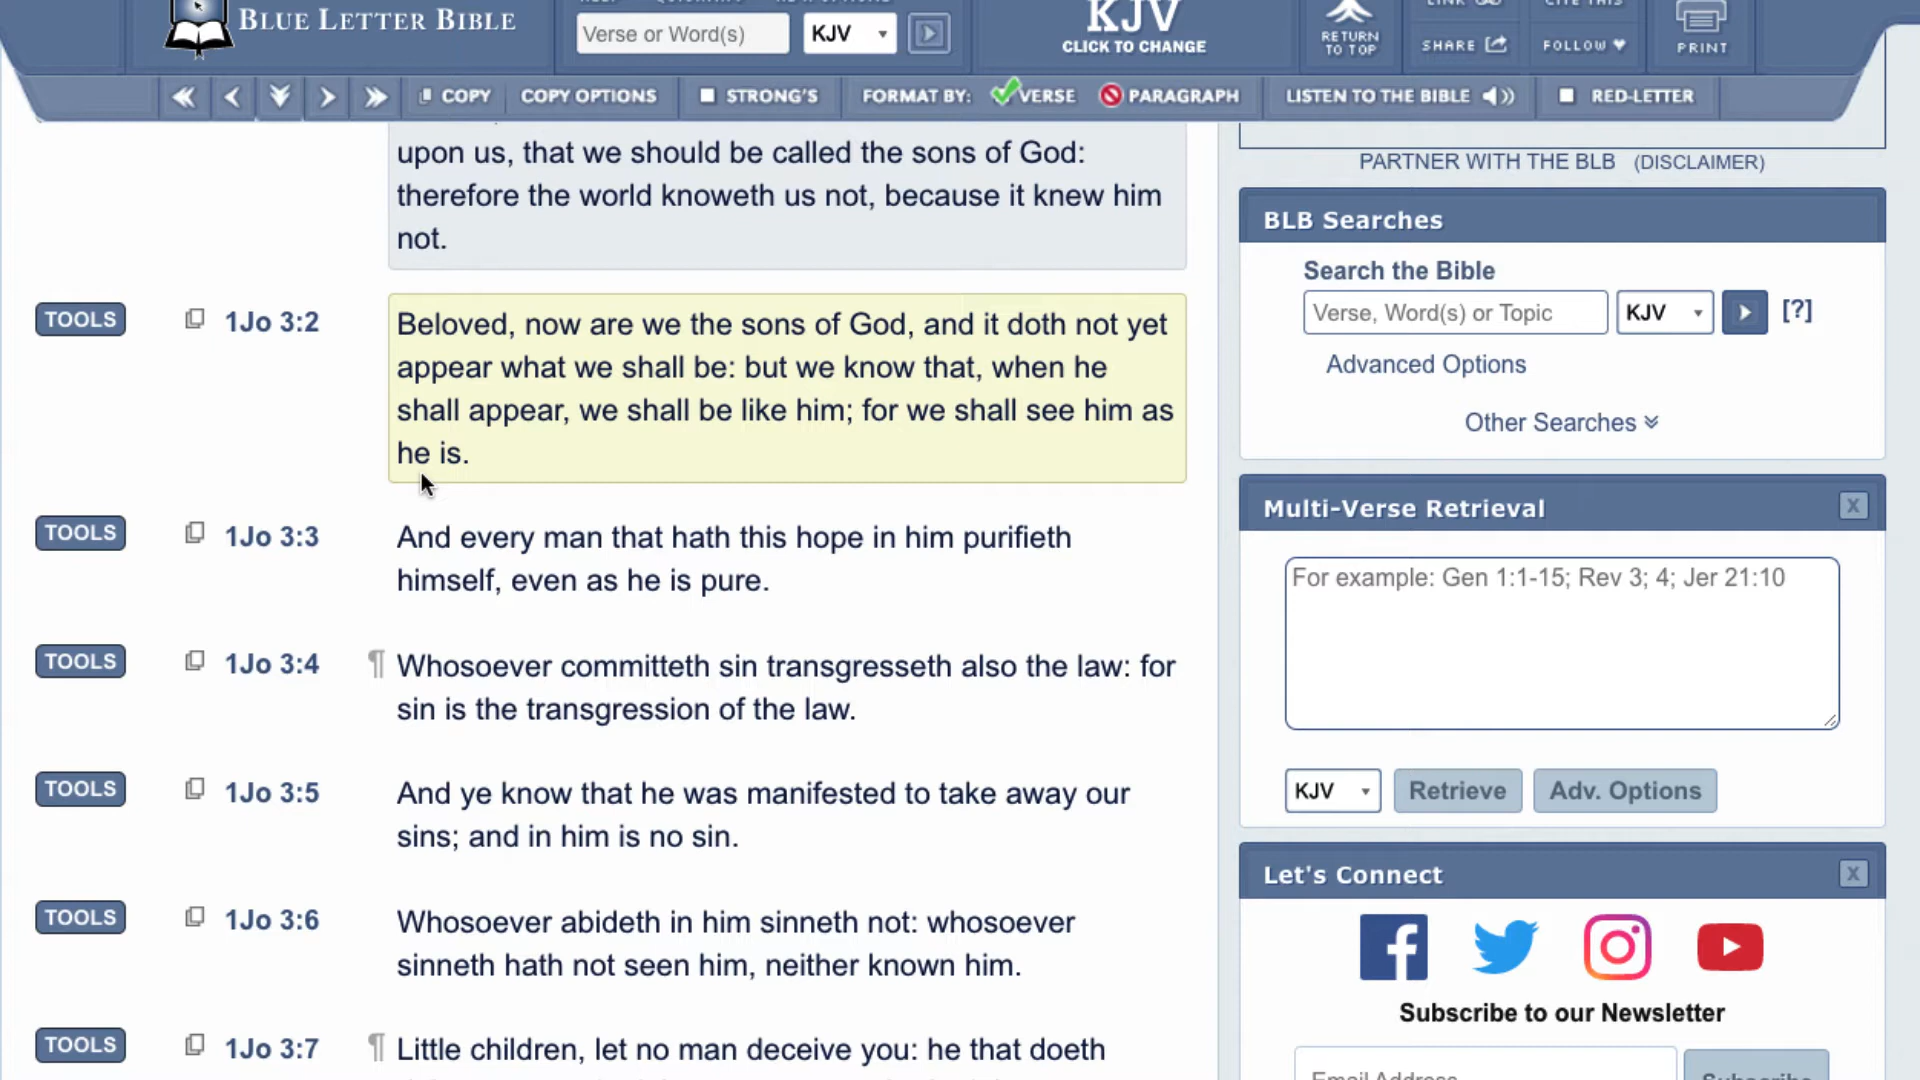 BLUE LETTER BIBLE
Verse or Word(s)
KJV
KJV
CLICK TO CHANGE
RETURN
TO TOP
LINK
CITE THIS
SHARE
FOLLOW
PRINT
COPY
COPY OPTIONS
STRONG'S
FORMAT BY:
VERSE
PARAGRAPH
LISTEN TO THE BIBLE
RED-LETTER
upon us, that we should be called the sons of God:
therefore the world knoweth us not, because it knew him
not.
TOOLS
1Jo 3:2
Beloved, now are we the sons of God, and it doth not yet
appear what we shall be: but we know that, when he
shall appear, we shall be like him; for we shall see him as
he is.
TOOLS
1Jo 3:3
And every man that hath this hope in him purifieth
himself, even as he is pure.
TOOLS
1Jo 3:4
¶ Whosoever committeth sin transgresseth also the law: for
sin is the transgression of the law.
TOOLS
1Jo 3:5
And ye know that he was manifested to take away our
sins; and in him is no sin.
TOOLS
1Jo 3:6
Whosoever abideth in him sinneth not: whosoever
sinneth hath not seen him, neither known him.
TOOLS
1Jo 3:7
¶ Little children, let no man deceive you: he that doeth
PARTNER WITH THE BLB (DISCLAIMER)
BLB Searches
Search the Bible
Verse, Word(s) or Topic
KJV
[?]
Advanced Options
Other Searches
Multi-Verse Retrieval
X
For example: Gen 1:1-15; Rev 3; 4; Jer 21:10
KJV
Retrieve
Adv. Options
Let's Connect
X
Subscribe to our Newsletter
Email Address
Subscribe